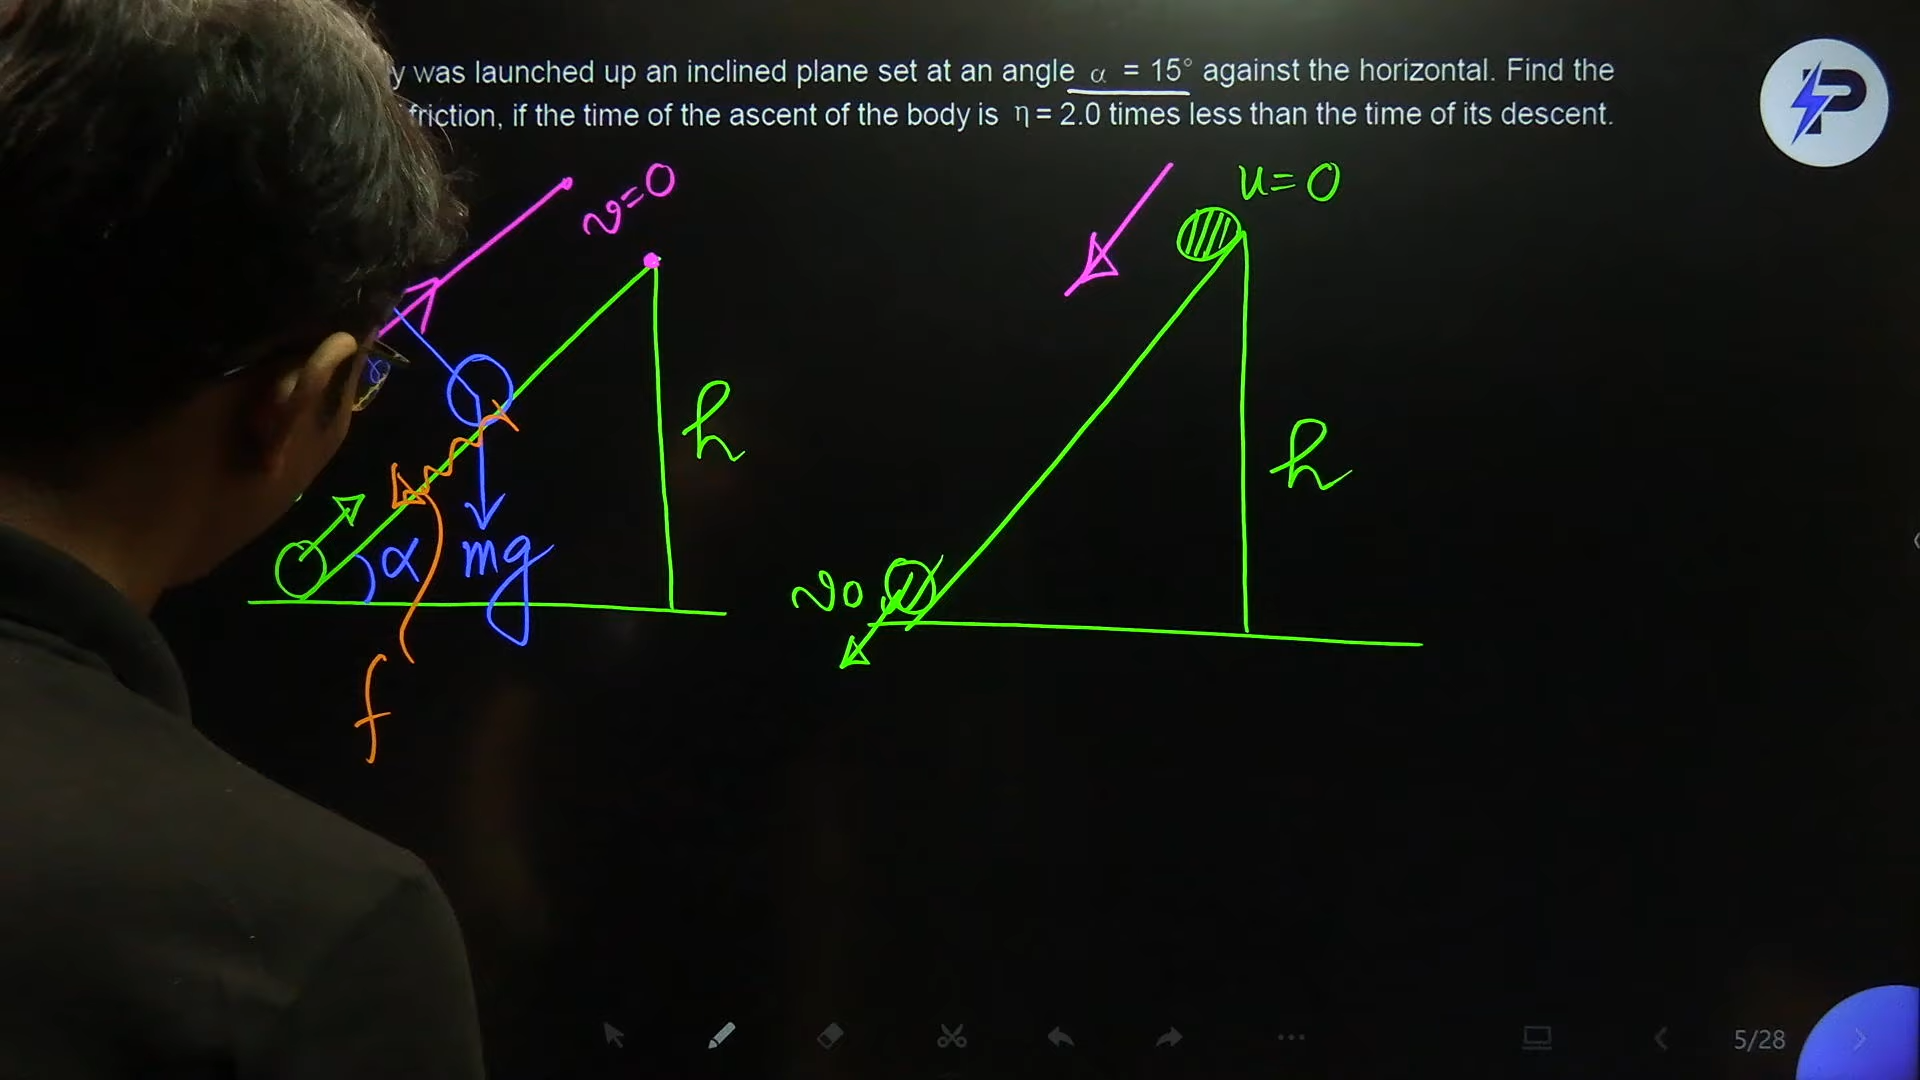 y was launched up an inclined plane set at an angle α = 15° against the horizontal. Find the
friction, if the time of the ascent of the body is η = 2.0 times less than the time of its descent.
v=0
u=0
h
h
α
mg
v0
f
P
5/28